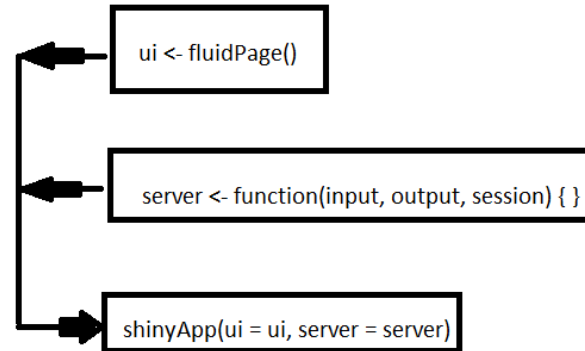 ui <- fluidPage()
server <- function(input, output, session) { }
shinyApp(ui = ui, server = server)